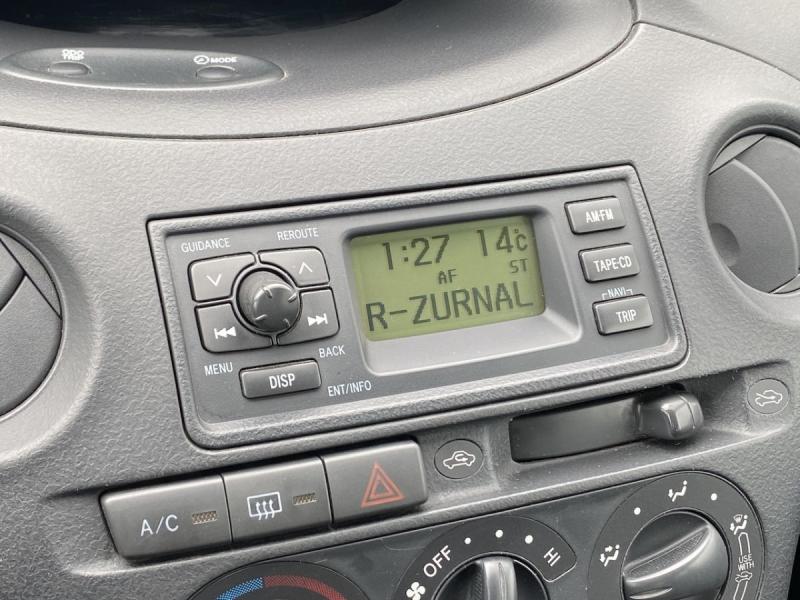 ODO
TRIP
MODE
GUIDANCE
REROUTE
MENU
BACK
DISP
ENT/INFO
1:27 14°C
AF ST
R-ZURNAL
AM·FM
TAPE·CD
NAVI
TRIP
A/C
OFF
HI
USE
WITH